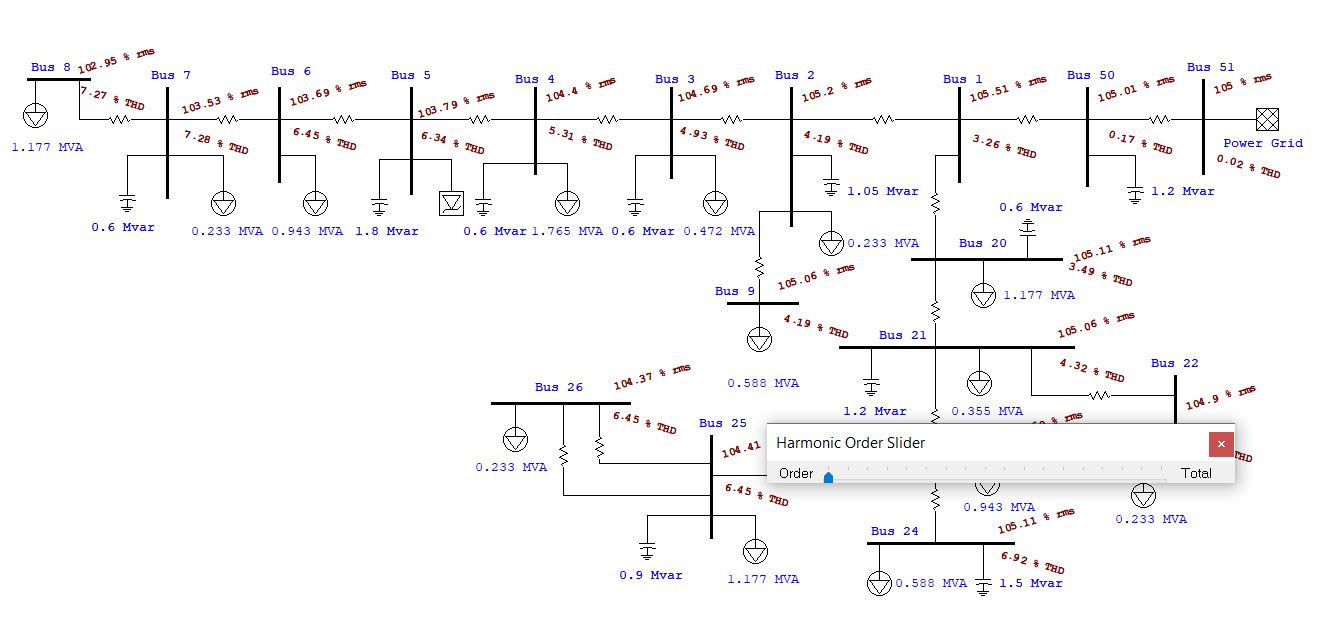 Bus 8
102.95 % rms
7.27 % THD
1.177 MVA
Bus 7
103.53 % rms
7.28 % THD
0.6 Mvar
0.233 MVA
Bus 6
103.69 % rms
6.45 % THD
0.943 MVA
Bus 5
103.79 % rms
6.34 % THD
1.8 Mvar
Bus 4
104.4 % rms
5.31 % THD
0.6 Mvar
1.765 MVA
Bus 3
104.69 % rms
4.93 % THD
0.6 Mvar
0.472 MVA
Bus 2
105.2 % rms
4.19 % THD
1.05 Mvar
0.233 MVA
Bus 1
105.51 % rms
3.26 % THD
Bus 50
105.01 % rms
0.17 % THD
1.2 Mvar
Bus 51
105 % rms
Power Grid
0.02 % THD
0.6 Mvar
Bus 20
105.11 % rms
3.49 % THD
1.177 MVA
Bus 9
105.06 % rms
4.19 % THD
0.588 MVA
Bus 21
105.06 % rms
4.32 % THD
1.2 Mvar
0.355 MVA
Bus 22
104.9 % rms
THD
0.233 MVA
Bus 26
104.37 % rms
6.45 % THD
0.233 MVA
Bus 25
104.41
6.45 % THD
0.9 Mvar
1.177 MVA
% rms
Harmonic Order Slider
Order
Total
0.943 MVA
Bus 24
105.11 % rms
6.92 % THD
0.588 MVA
1.5 Mvar